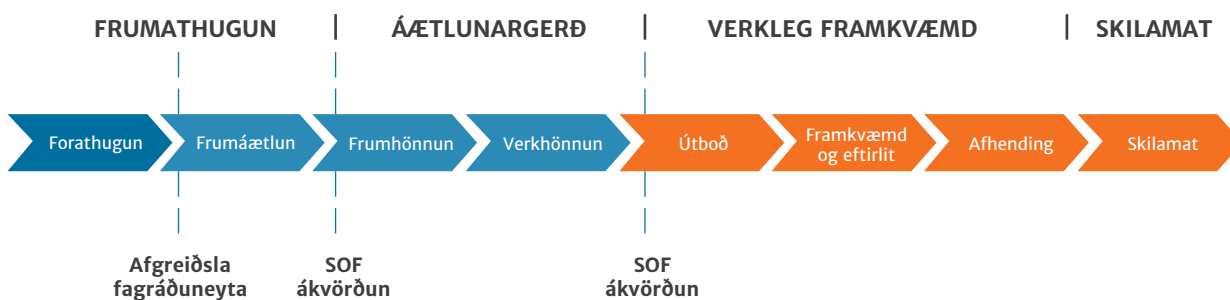 FRUMATHUGUN | ÁÆTLUNARGERÐ | VERKLEG FRAMKVÆMD | SKILAMAT
Forathugun
Frumáætlun
Frumhönnun
Verkhönnun
Útboð
Framkvæmd
og eftirlit
Afhending
Skilamat
Afgreiðsla
fagráðuneyta
SOF
ákvörðun
SOF
ákvörðun